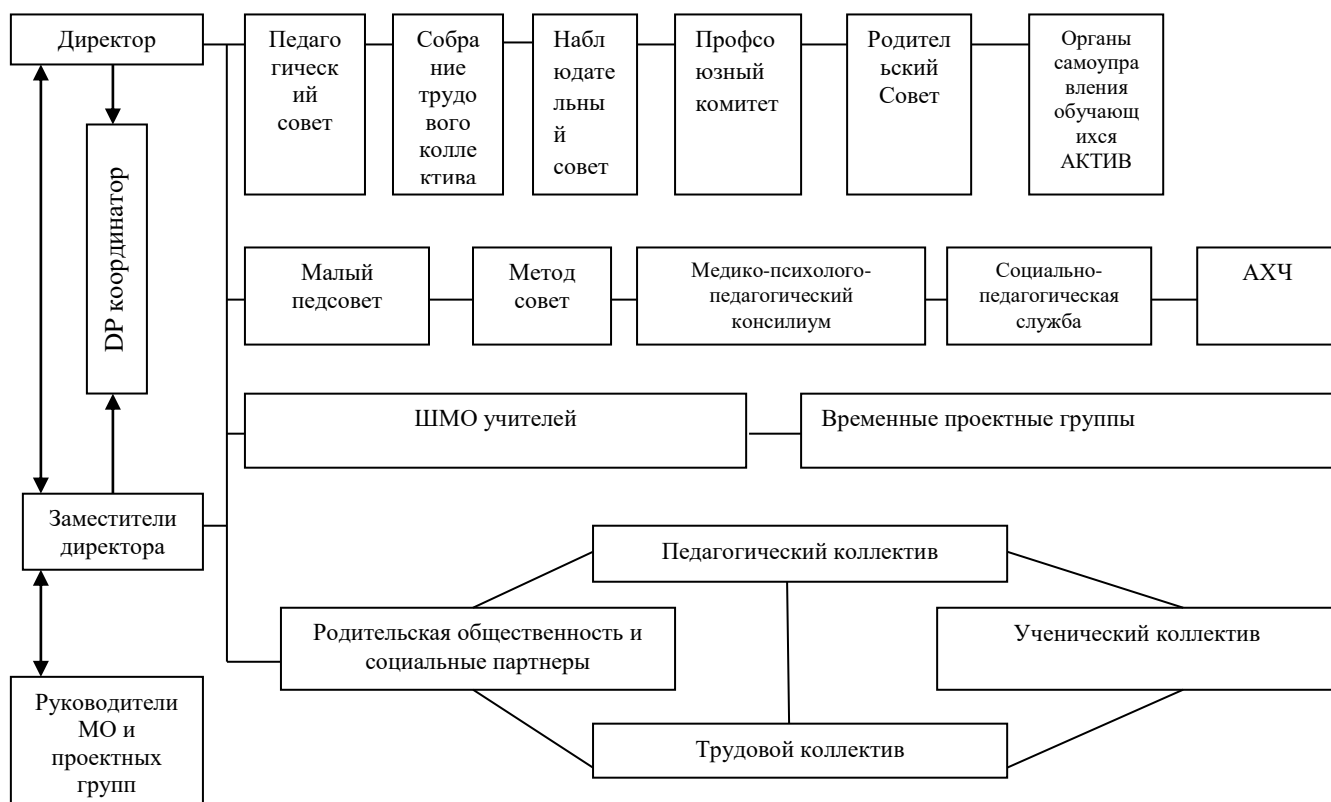 Директор
Педаго
гическ
ий
совет
Собра
ние
трудо
вого
колле
ктива
Набл
юдате
льны
й
совет
Профсо
юзный
комитет
Родител
ьский
Совет
Органы
самоупра
вления
обучающ
ихся
АКТИВ
DP координатор
Малый
педсовет
Метод
совет
Медико-психолого-
педагогический
консилиум
Социально-
педагогическая
служба
АХЧ
ШМО учителей
Временные проектные группы
Заместители
директора
Педагогический коллектив
Родительская общественность и
социальные партнеры
Ученический коллектив
Руководители
МО и
проектных
групп
Трудовой коллектив